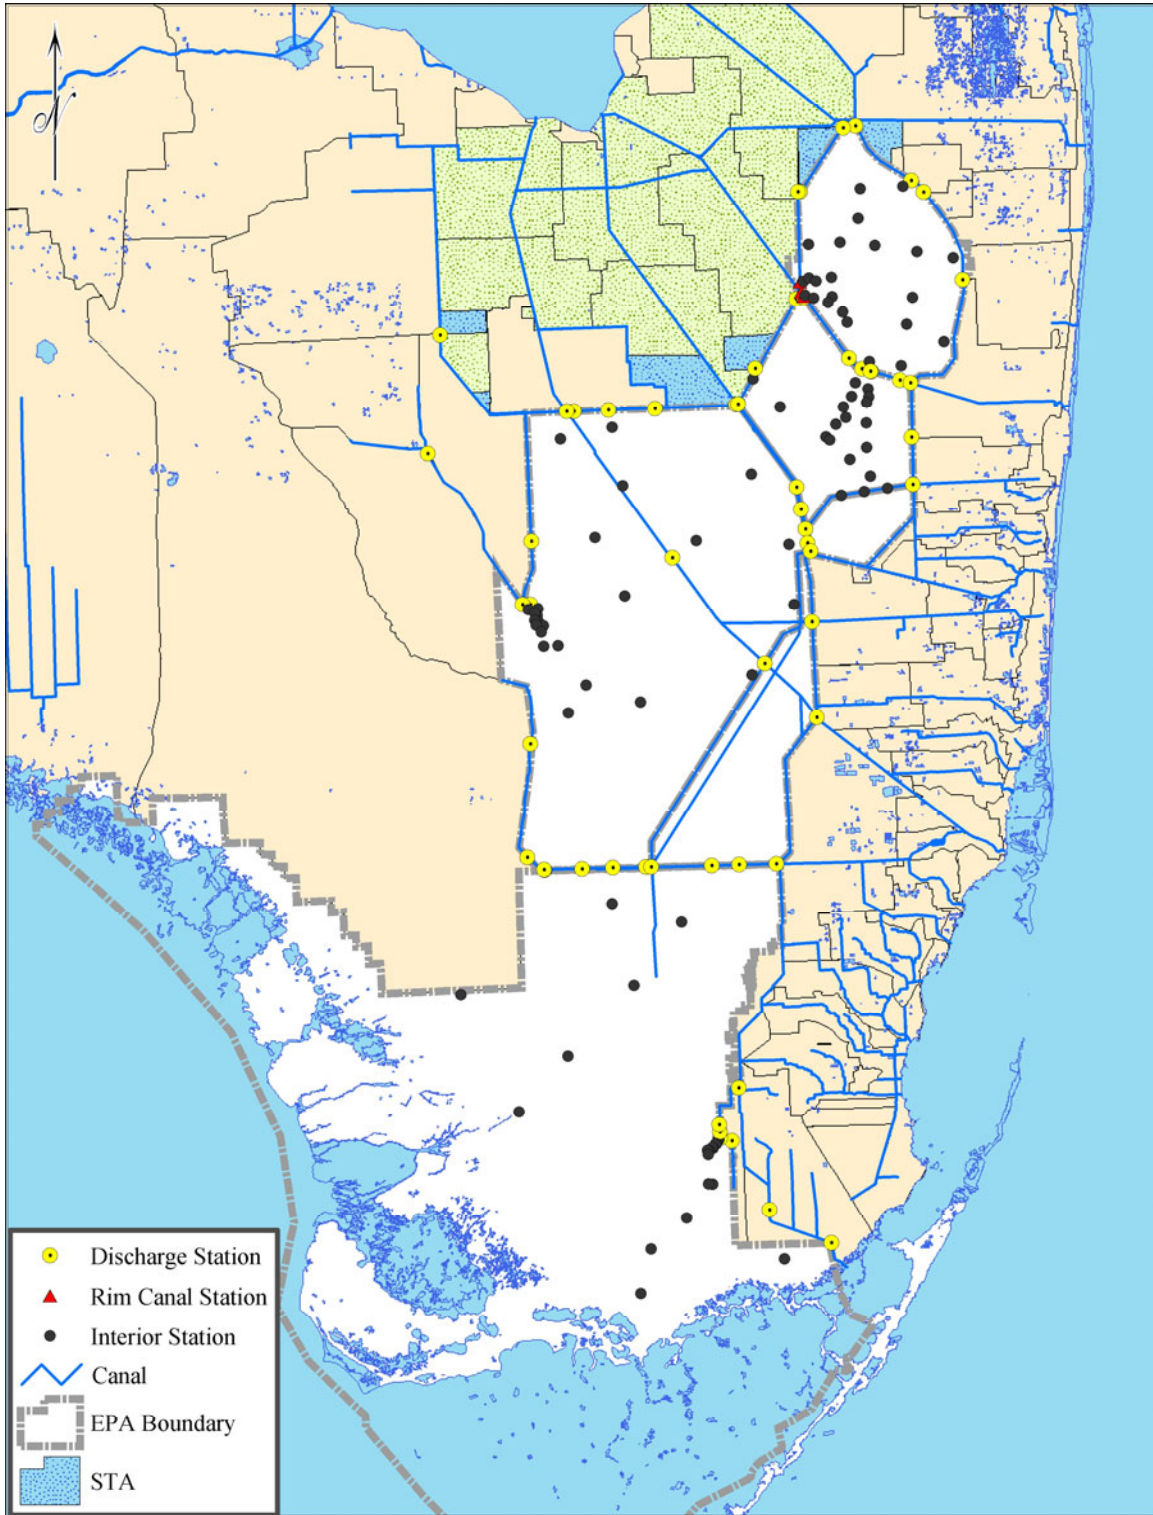 N
Discharge Station
Rim Canal Station
Interior Station
Canal
EPA Boundary
STA